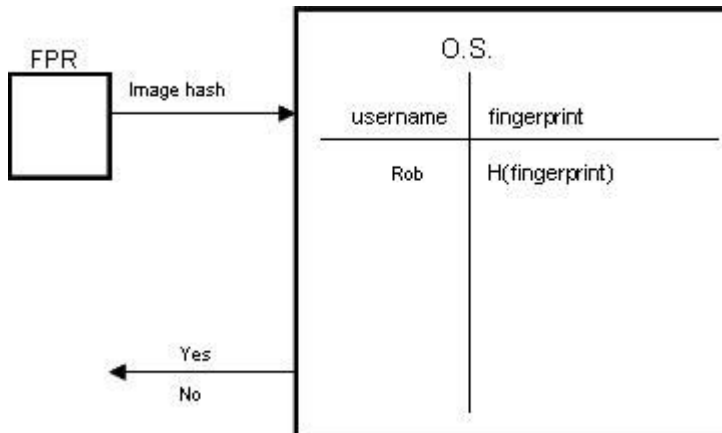 FPR
O.S.
Image hash
username fingerprint
Rob H(fingerprint)
Yes
No